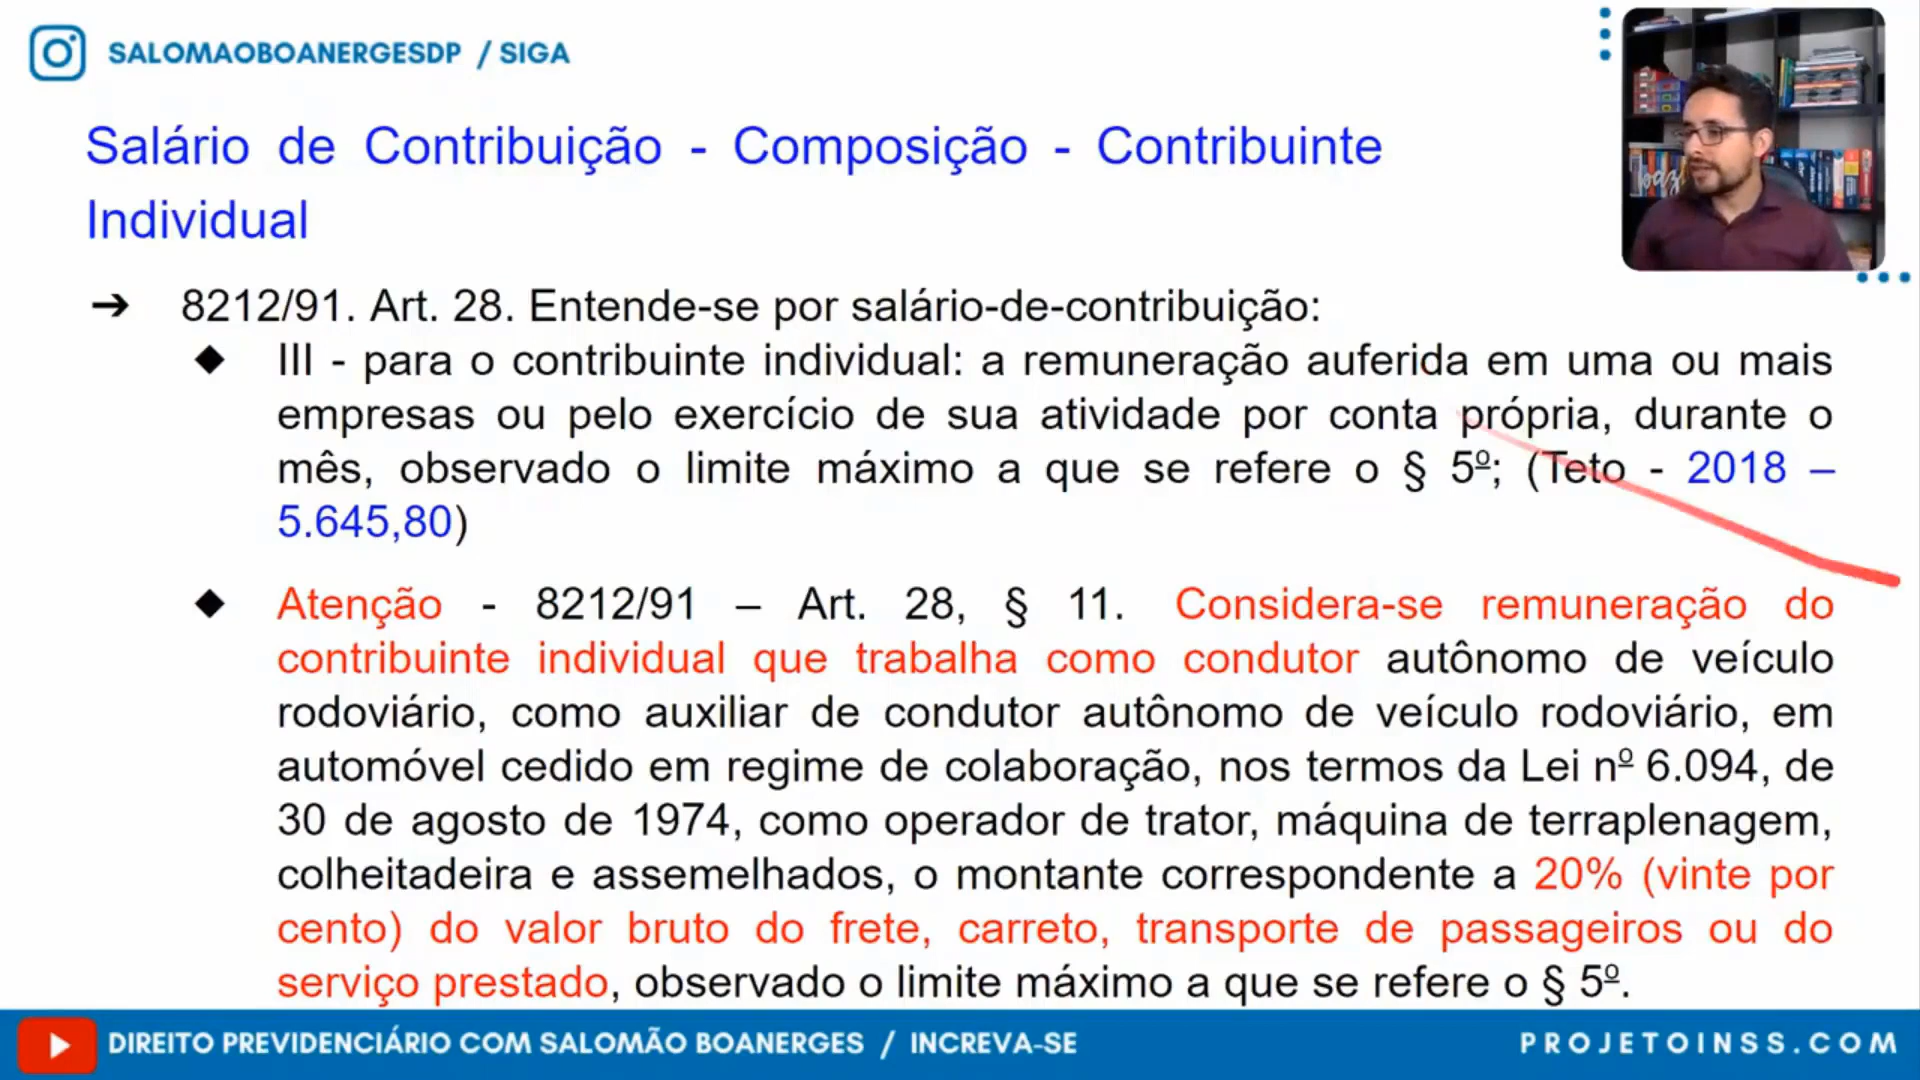 SALOMAOBOANERGESDP / SIGA
Salário de Contribuição - Composição - Contribuinte
Individual
➔ 8212/91. Art. 28. Entende-se por salário-de-contribuição:
◆ III - para o contribuinte individual: a remuneração auferida em uma ou mais
empresas ou pelo exercício de sua atividade por conta própria, durante o
mês, observado o limite máximo a que se refere o § 5º; (Teto - 2018 –
5.645,80)
◆ Atenção - 8212/91 – Art. 28, § 11. Considera-se remuneração do
contribuinte individual que trabalha como condutor autônomo de veículo
rodoviário, como auxiliar de condutor autônomo de veículo rodoviário, em
automóvel cedido em regime de colaboração, nos termos da Lei nº 6.094, de
30 de agosto de 1974, como operador de trator, máquina de terraplenagem,
colheitadeira e assemelhados, o montante correspondente a 20% (vinte por
cento) do valor bruto do frete, carreto, transporte de passageiros ou do
serviço prestado, observado o limite máximo a que se refere o § 5º.
DIREITO PREVIDENCIÁRIO COM SALOMÃO BOANERGES / INCREVA-SE
PROJETOINSS.COM